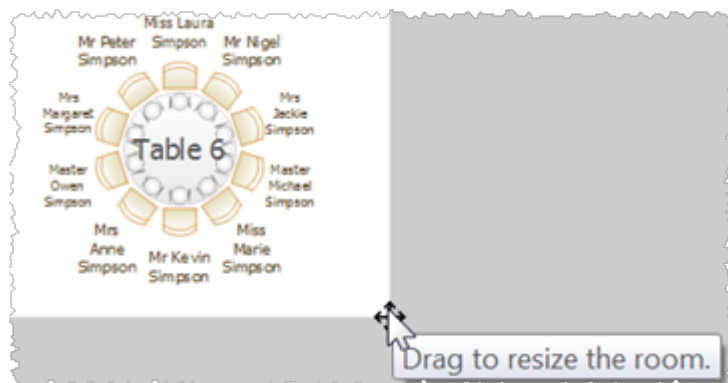 Miss Laura
Simpson
Mr Peter
Simpson
Mr Nigel
Simpson
Mrs
Margaret
Simpson
Mrs
Jackie
Simpson
Table 6
Master
Owen
Simpson
Master
Michael
Simpson
Mrs
Anne
Simpson
Mr Kevin
Simpson
Miss
Marie
Simpson
Drag to resize the room.